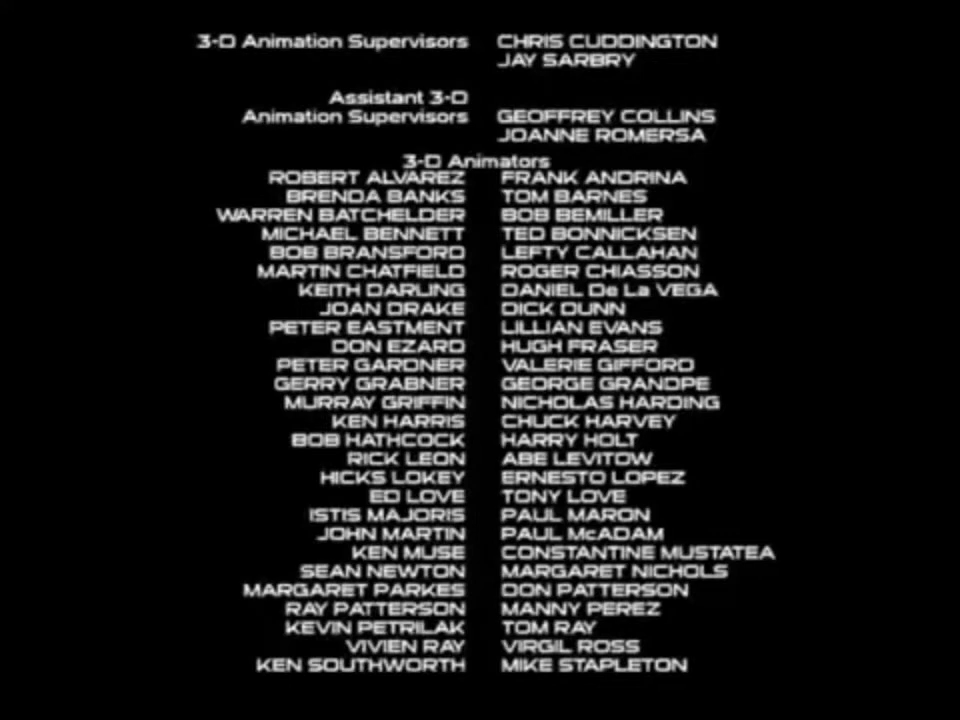 3-D Animation Supervisors CHRIS CUDDINGTON
JAY SARBRY
Assistant 3-D
Animation Supervisors GEOFFREY COLLINS
JOANNE ROMERSA
3-D Animators
ROBERT ALVAREZ FRANK ANDRINA
BRENDA BANKS TOM BARNES
WARREN BATCHELDER BOB BEMILLER
MICHAEL BENNETT TED BONNICKSEN
BOB BRANSFORD LEFTY CALLAHAN
MARTIN CHATFIELD ROGER CHIASSON
KEITH DARLING DANIEL De La VEGA
JOAN DRAKE DICK DUNN
PETER EASTMENT LILLIAN EVANS
DON EZARD HUGH FRASER
PETER GARDNER VALERIE GIFFORD
GERRY GRABNER GEORGE GRANDPE
MURRAY GRIFFIN NICHOLAS HARDING
KEN HARRIS CHUCK HARVEY
BOB HATHCOCK HARRY HOLT
RICK LEON ABE LEVITOW
HICKS LOKEY ERNESTO LOPEZ
ED LOVE TONY LOVE
ISTIS MAJORIS PAUL MARON
JOHN MARTIN PAUL McADAM
KEN MUSE CONSTANTINE MUSTATEA
SEAN NEWTON MARGARET NICHOLS
MARGARET PARKES DON PATTERSON
RAY PATTERSON MANNY PEREZ
KEVIN PETRILAK TOM RAY
VIVIEN RAY VIRGIL ROSS
KEN SOUTHWORTH MIKE STAPLETON